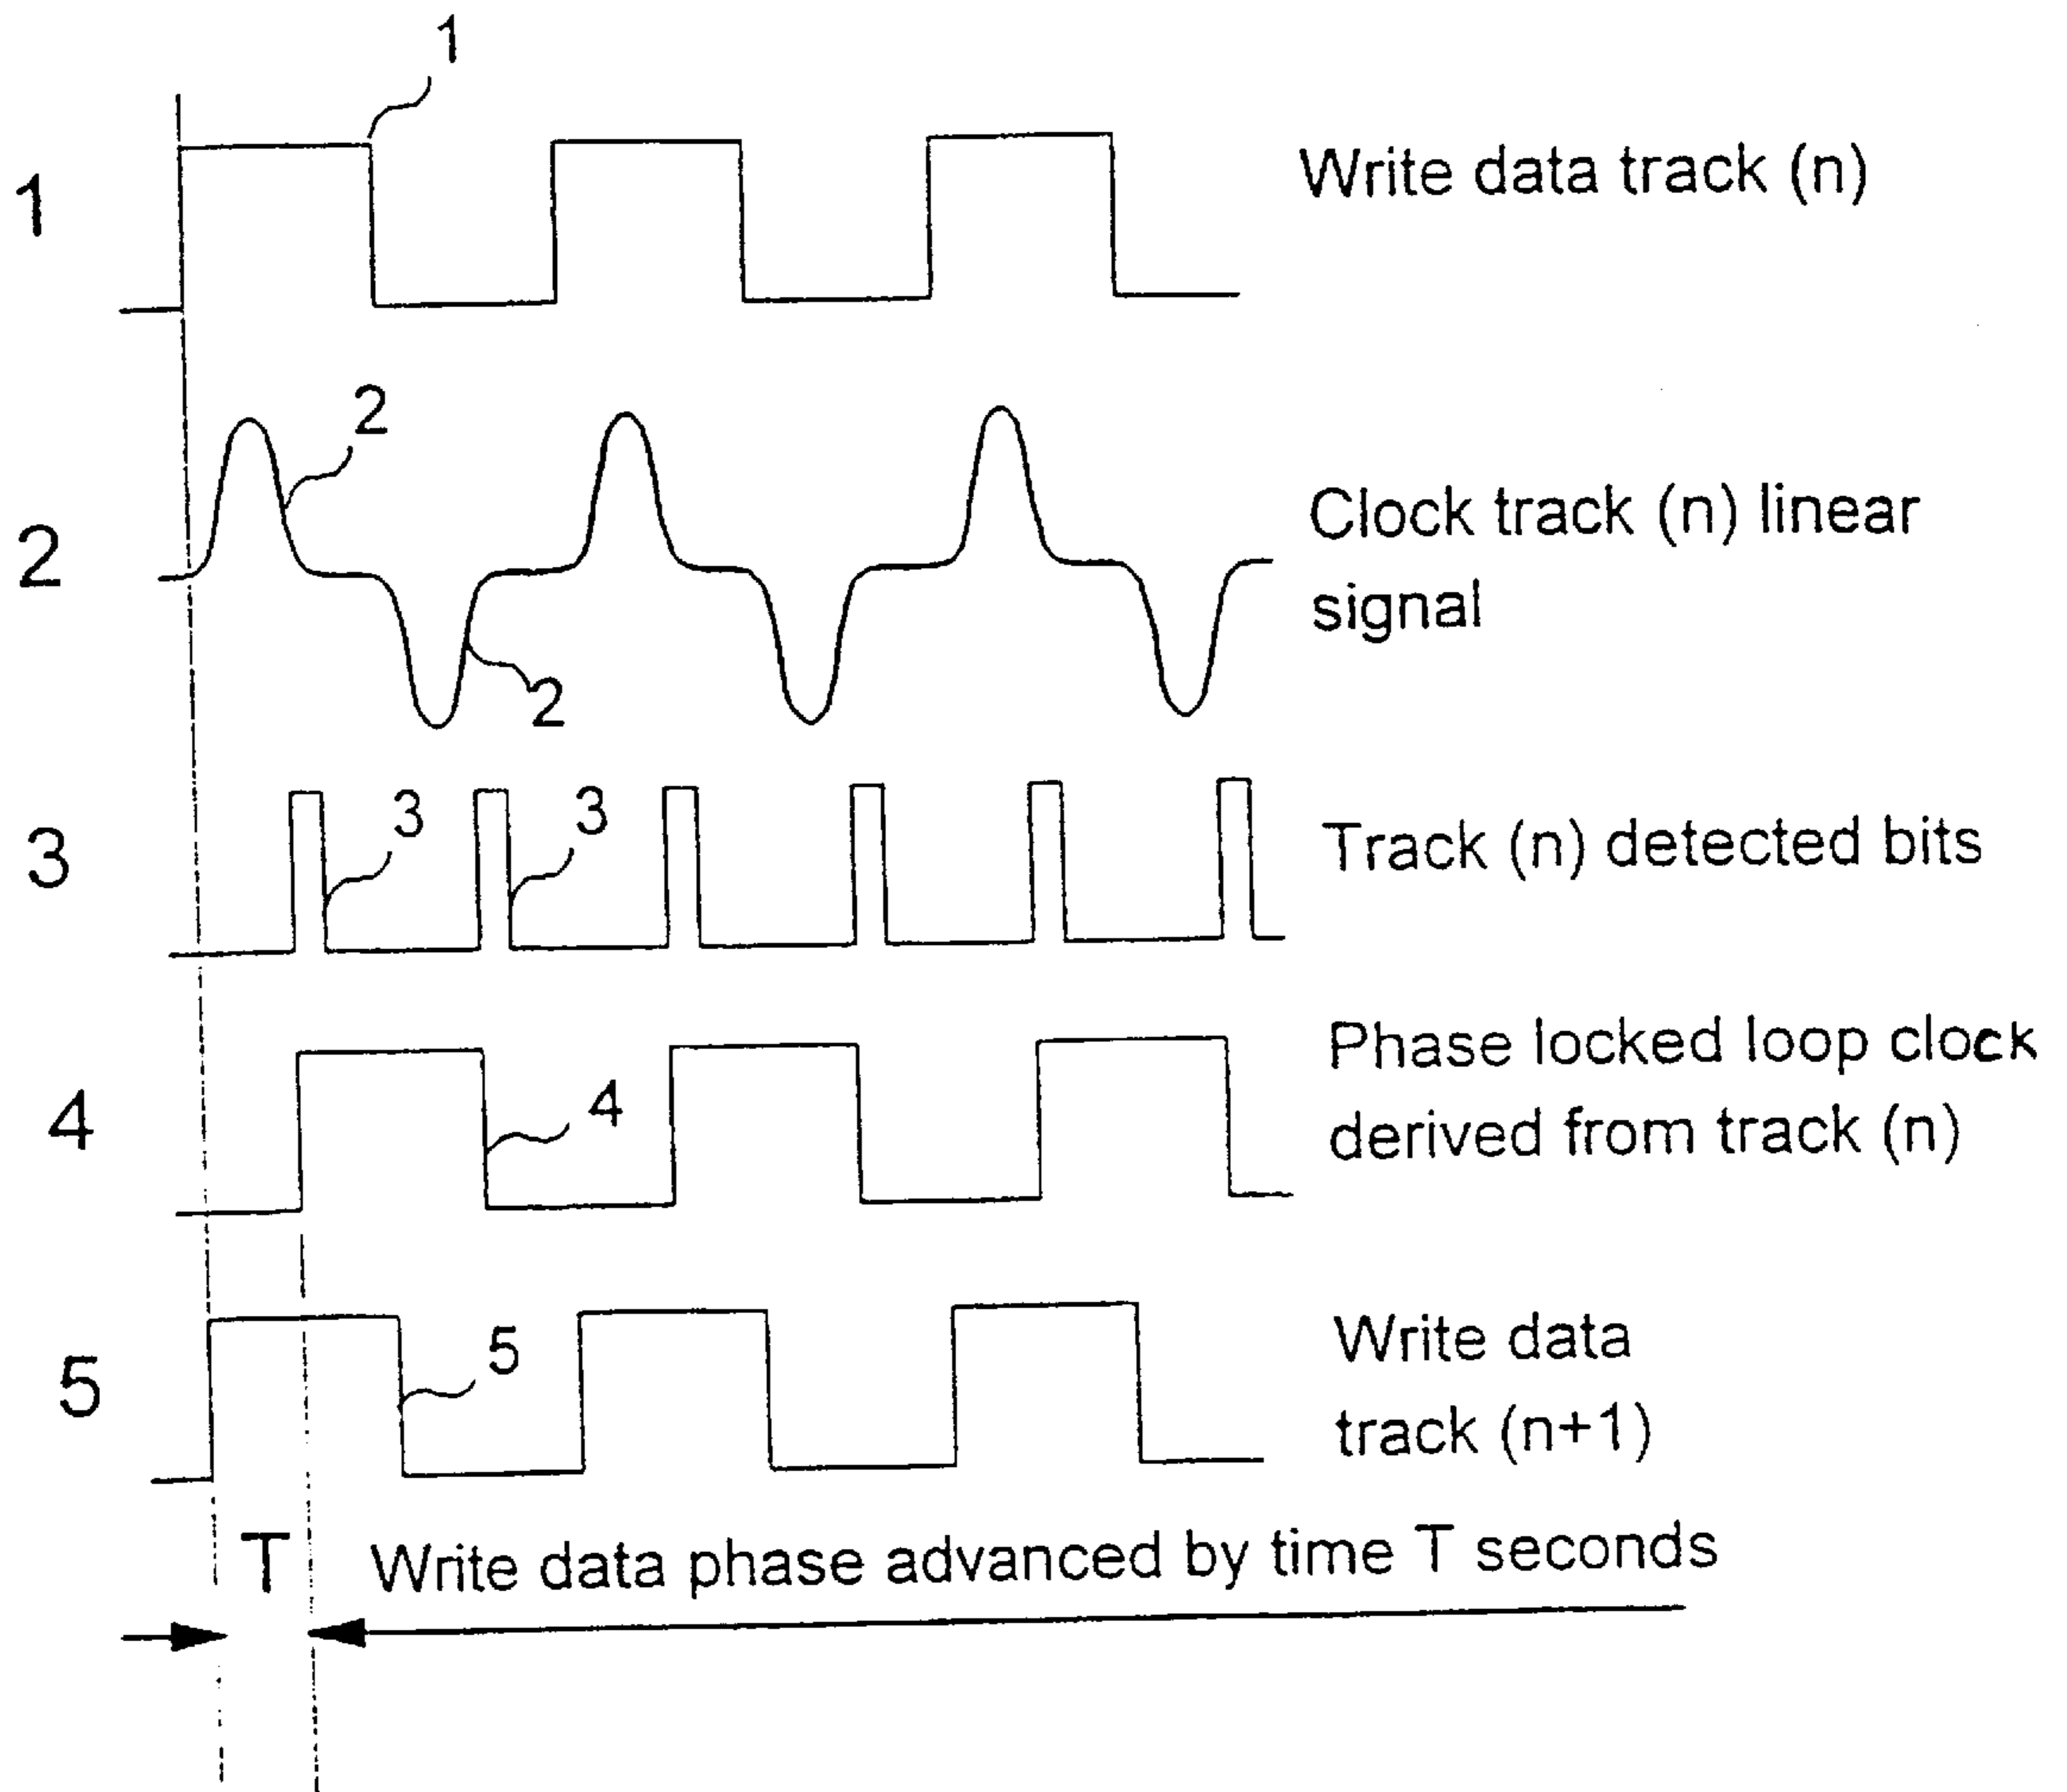 1
1 Write data track (n)
2
2 Clock track (n) linear
signal
2
3 3
3 Track (n) detected bits
Phase locked loop clock
4 4 derived from track (n)
5 5 Write data
track (n+1)
T Write data phase advanced by time T seconds